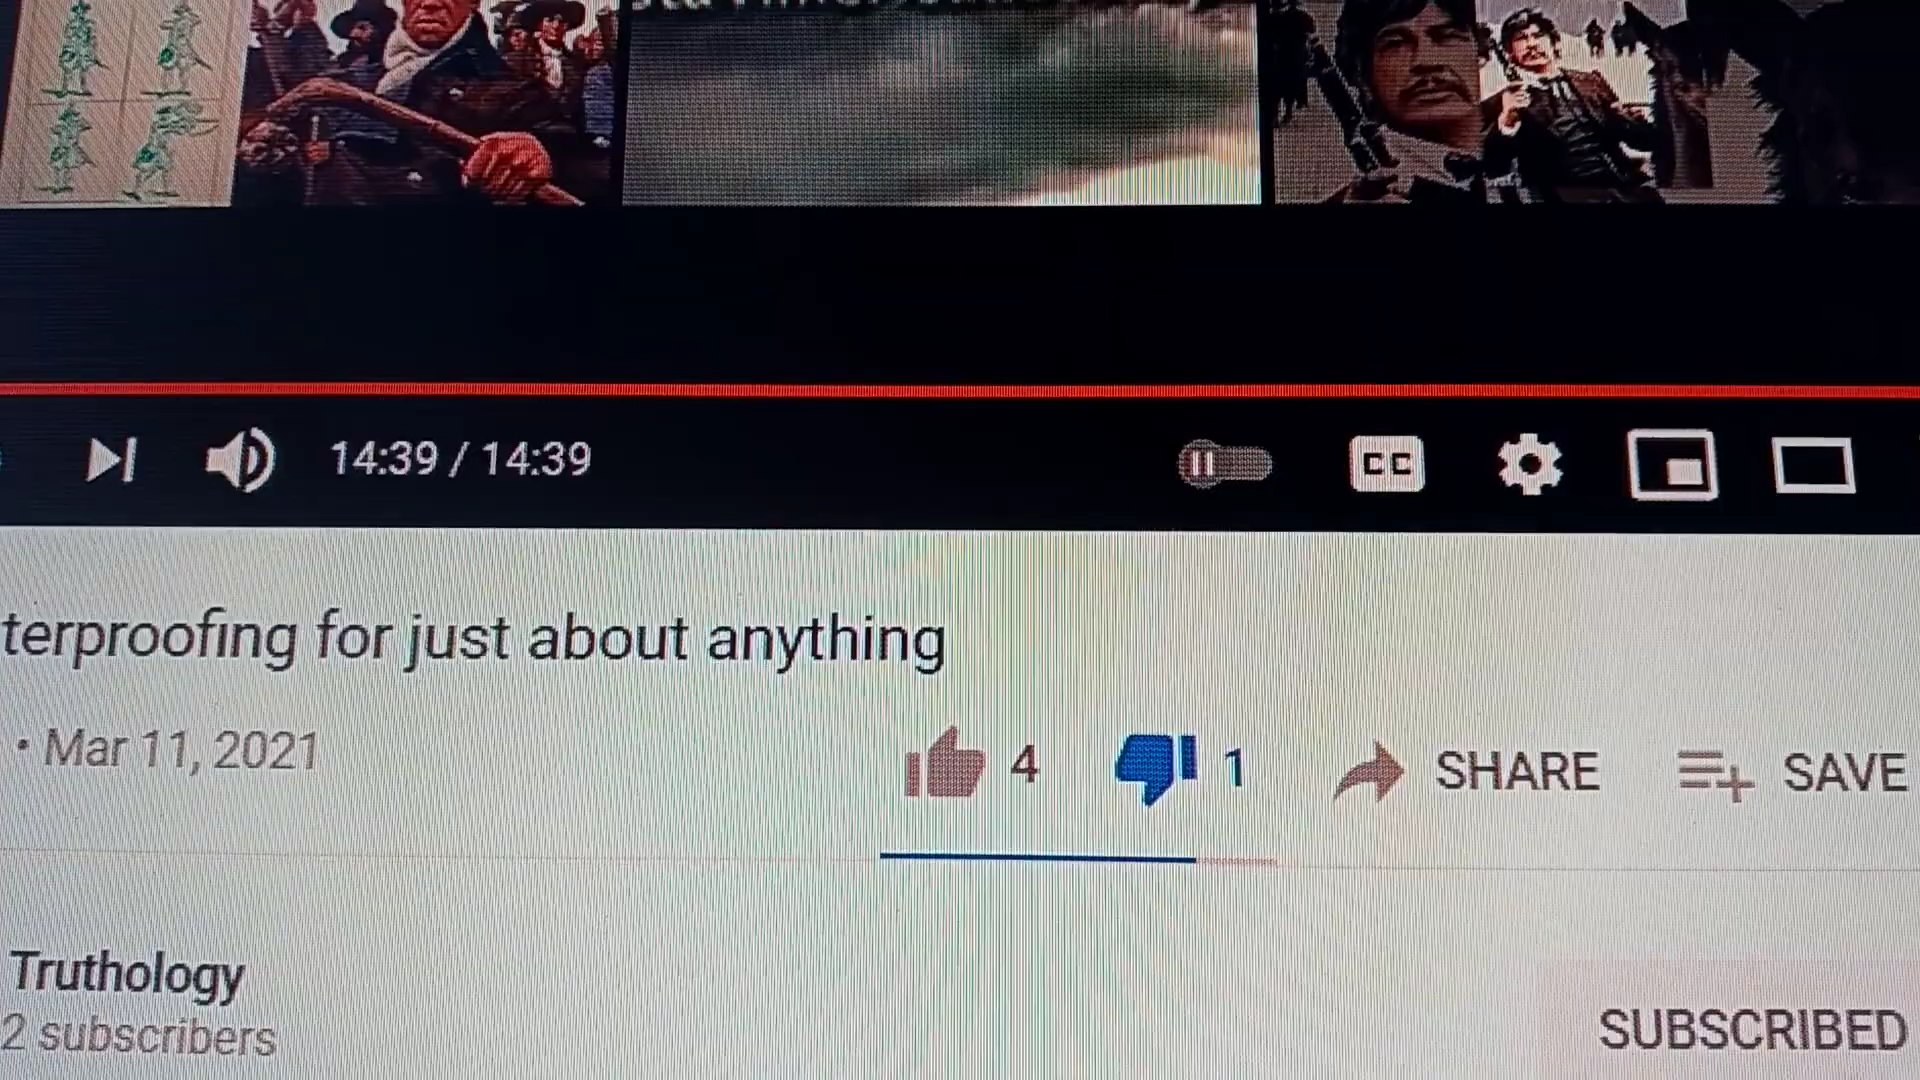 14:39 / 14:39
CC
terproofing for just about anything
• Mar 11, 2021
4
1
SHARE
SAVE
Truthology
2 subscribers
SUBSCRIBED